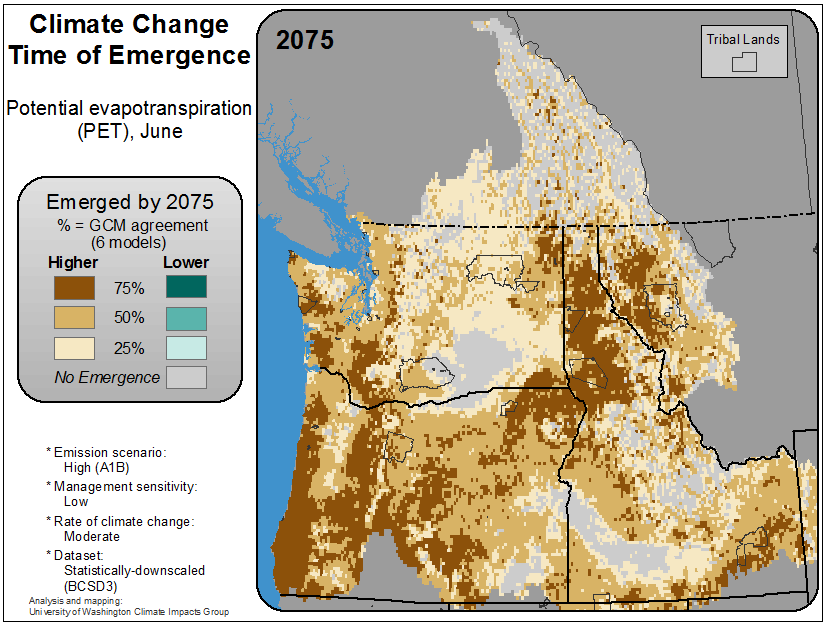 Climate Change
Time of Emergence
Potential evapotranspiration
(PET), June
Emerged by 2075
% = GCM agreement
(6 models)
Higher Lower
75%
50%
25%
No Emergence
* Emission scenario:
High (A1B)
* Management sensitivity:
Low
* Rate of climate change:
Moderate
* Dataset:
Statistically-downscaled
(BCSD3)
Analysis and mapping:
University of Washington Climate Impacts Group
2075
Tribal Lands